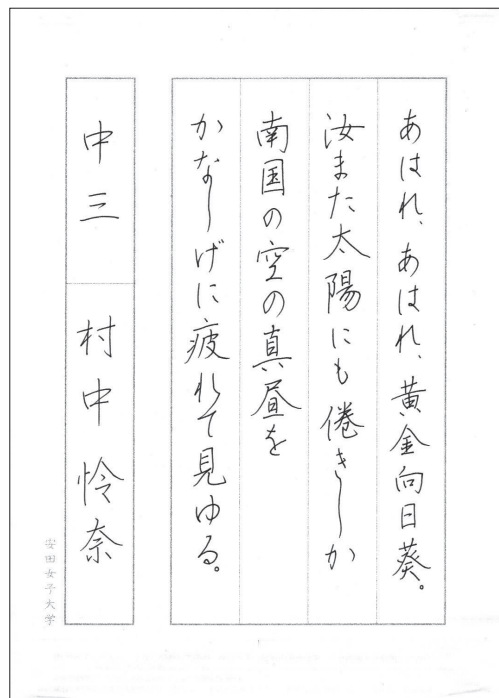 あはれ、あはれ、黄金向日葵。
汝また太陽にも倦きしか
南国の空の真昼を
かなしげに疲れて見ゆる。
中三 村中怜奈
安田女子大学